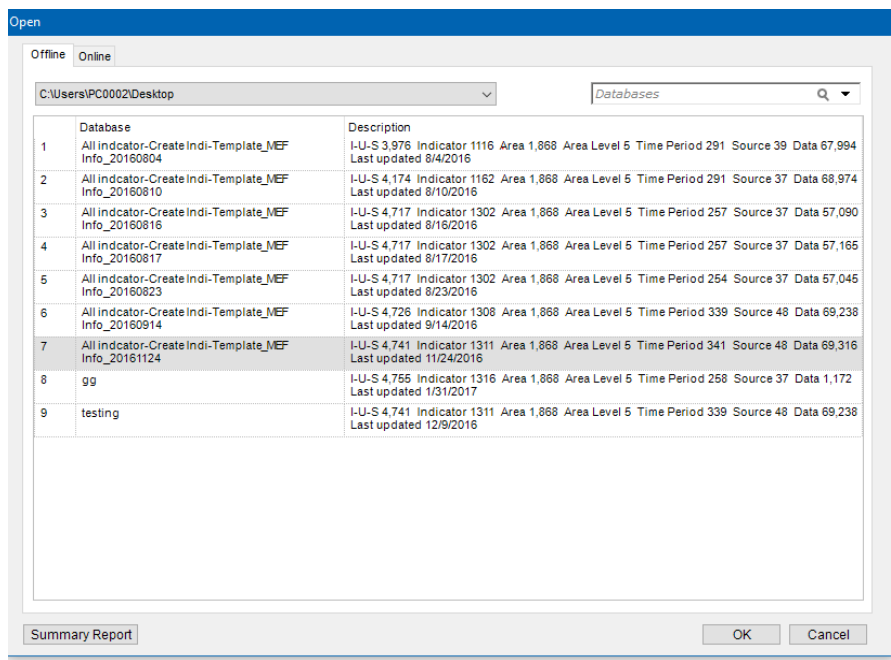 Open
Offline Online
C:\Users\PC0002\Desktop
Databases
Database Description
1 All indcator-Create Indi-Template_MEF I-U-S 3,976 Indicator 1116 Area 1,868 Area Level 5 Time Period 291 Source 39 Data 67,994
Info_20160804 Last updated 8/4/2016
2 All indcator-Create Indi-Template_MEF I-U-S 4,174 Indicator 1162 Area 1,868 Area Level 5 Time Period 291 Source 37 Data 68,974
Info_20160810 Last updated 8/10/2016
3 All indcator-Create Indi-Template_MEF I-U-S 4,717 Indicator 1302 Area 1,868 Area Level 5 Time Period 257 Source 37 Data 57,090
Info_20160816 Last updated 8/16/2016
4 All indcator-Create Indi-Template_MEF I-U-S 4,717 Indicator 1302 Area 1,868 Area Level 5 Time Period 257 Source 37 Data 57,165
Info_20160817 Last updated 8/17/2016
5 All indcator-Create Indi-Template_MEF I-U-S 4,717 Indicator 1302 Area 1,868 Area Level 5 Time Period 254 Source 37 Data 57,045
Info_20160823 Last updated 8/23/2016
6 All indcator-Create Indi-Template_MEF I-U-S 4,726 Indicator 1308 Area 1,868 Area Level 5 Time Period 339 Source 48 Data 69,238
Info_20160914 Last updated 9/14/2016
7 All indcator-Create Indi-Template_MEF I-U-S 4,741 Indicator 1311 Area 1,868 Area Level 5 Time Period 341 Source 48 Data 69,316
Info_20161124 Last updated 11/24/2016
8 gg I-U-S 4,755 Indicator 1316 Area 1,868 Area Level 5 Time Period 258 Source 37 Data 1,172
Last updated 1/31/2017
9 testing I-U-S 4,741 Indicator 1311 Area 1,868 Area Level 5 Time Period 339 Source 48 Data 69,238
Last updated 12/9/2016
Summary Report OK Cancel